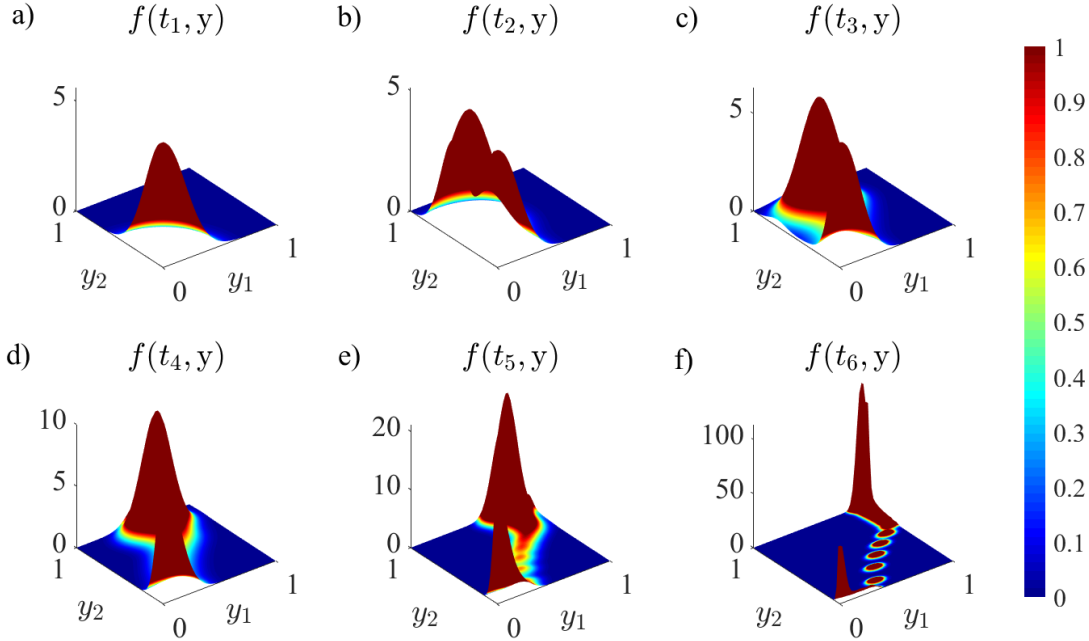 a) f(t₁, y)
b) f(t₂, y)
c) f(t₃, y)
5
0
1
y₂
0
y₁
1
5
0
1
y₂
0
y₁
1
5
0
1
y₂
0
y₁
1
d) f(t₄, y)
e) f(t₅, y)
f) f(t₆, y)
10
5
0
1
y₂
0
y₁
1
20
10
0
1
y₂
0
y₁
1
100
50
0
1
y₂
0
y₁
1
1
0.9
0.8
0.7
0.6
0.5
0.4
0.3
0.2
0.1
0